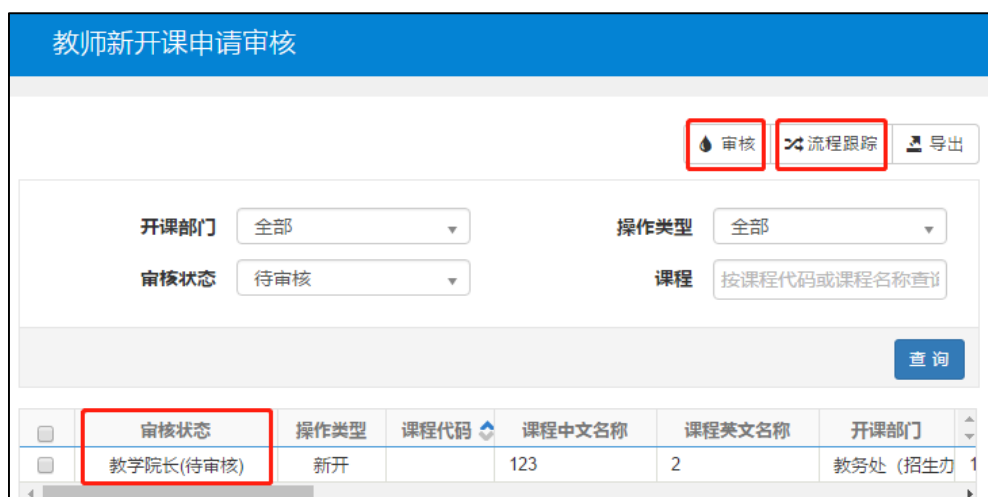 教师新开课申请审核
审核 流程跟踪 导出
开课部门 全部 操作类型 全部
审核状态 待审核 课程 按课程代码或课程名称查询
查 询
审核状态 操作类型 课程代码 课程中文名称 课程英文名称 开课部门
教学院长(待审核) 新开 123 2 教务处（招生办 1